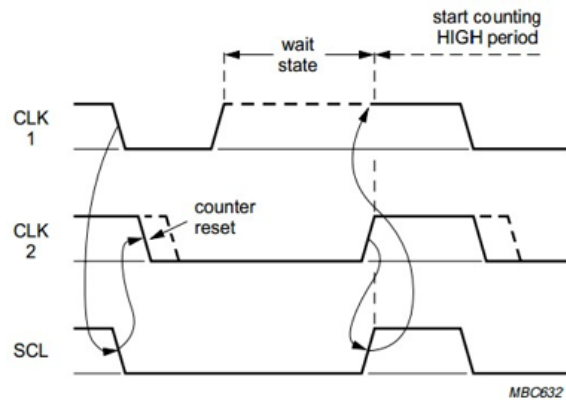 wait
state
start counting
HIGH period
CLK
1
counter
reset
CLK
2
SCL
MBC632